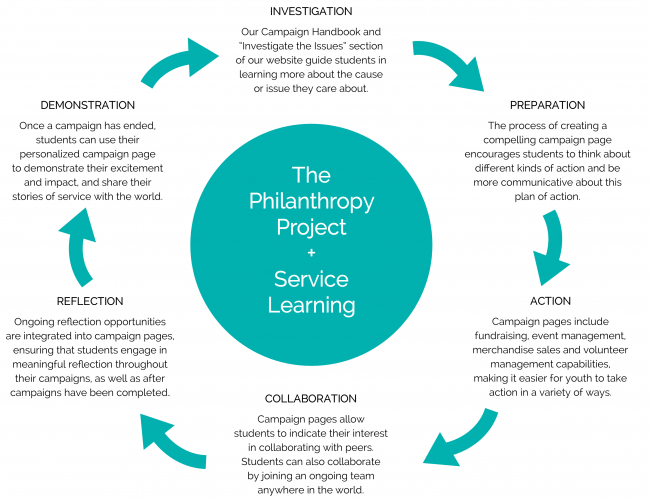 INVESTIGATION
Our Campaign Handbook and
"Investigate the Issues" section
of our website guide students in
learning more about the cause
or issue they care about.
PREPARATION
The process of creating a
compelling campaign page
encourages students to think about
different kinds of action and be
more communicative about this
plan of action.
ACTION
Campaign pages include
fundraising, event management,
merchandise sales and volunteer
management capabilities,
making it easier for youth to take
action in a variety of ways.
COLLABORATION
Campaign pages allow
students to indicate their interest
in collaborating with peers.
Students can also collaborate
by joining an ongoing team
anywhere in the world.
REFLECTION
Ongoing reflection opportunities
are integrated into campaign pages,
ensuring that students engage in
meaningful reflection throughout
their campaigns, as well as after
campaigns have been completed.
DEMONSTRATION
Once a campaign has ended,
students can use their
personalized campaign page
to demonstrate their excitement
and impact, and share their
stories of service with the world.
The
Philanthropy
Project
+
Service
Learning